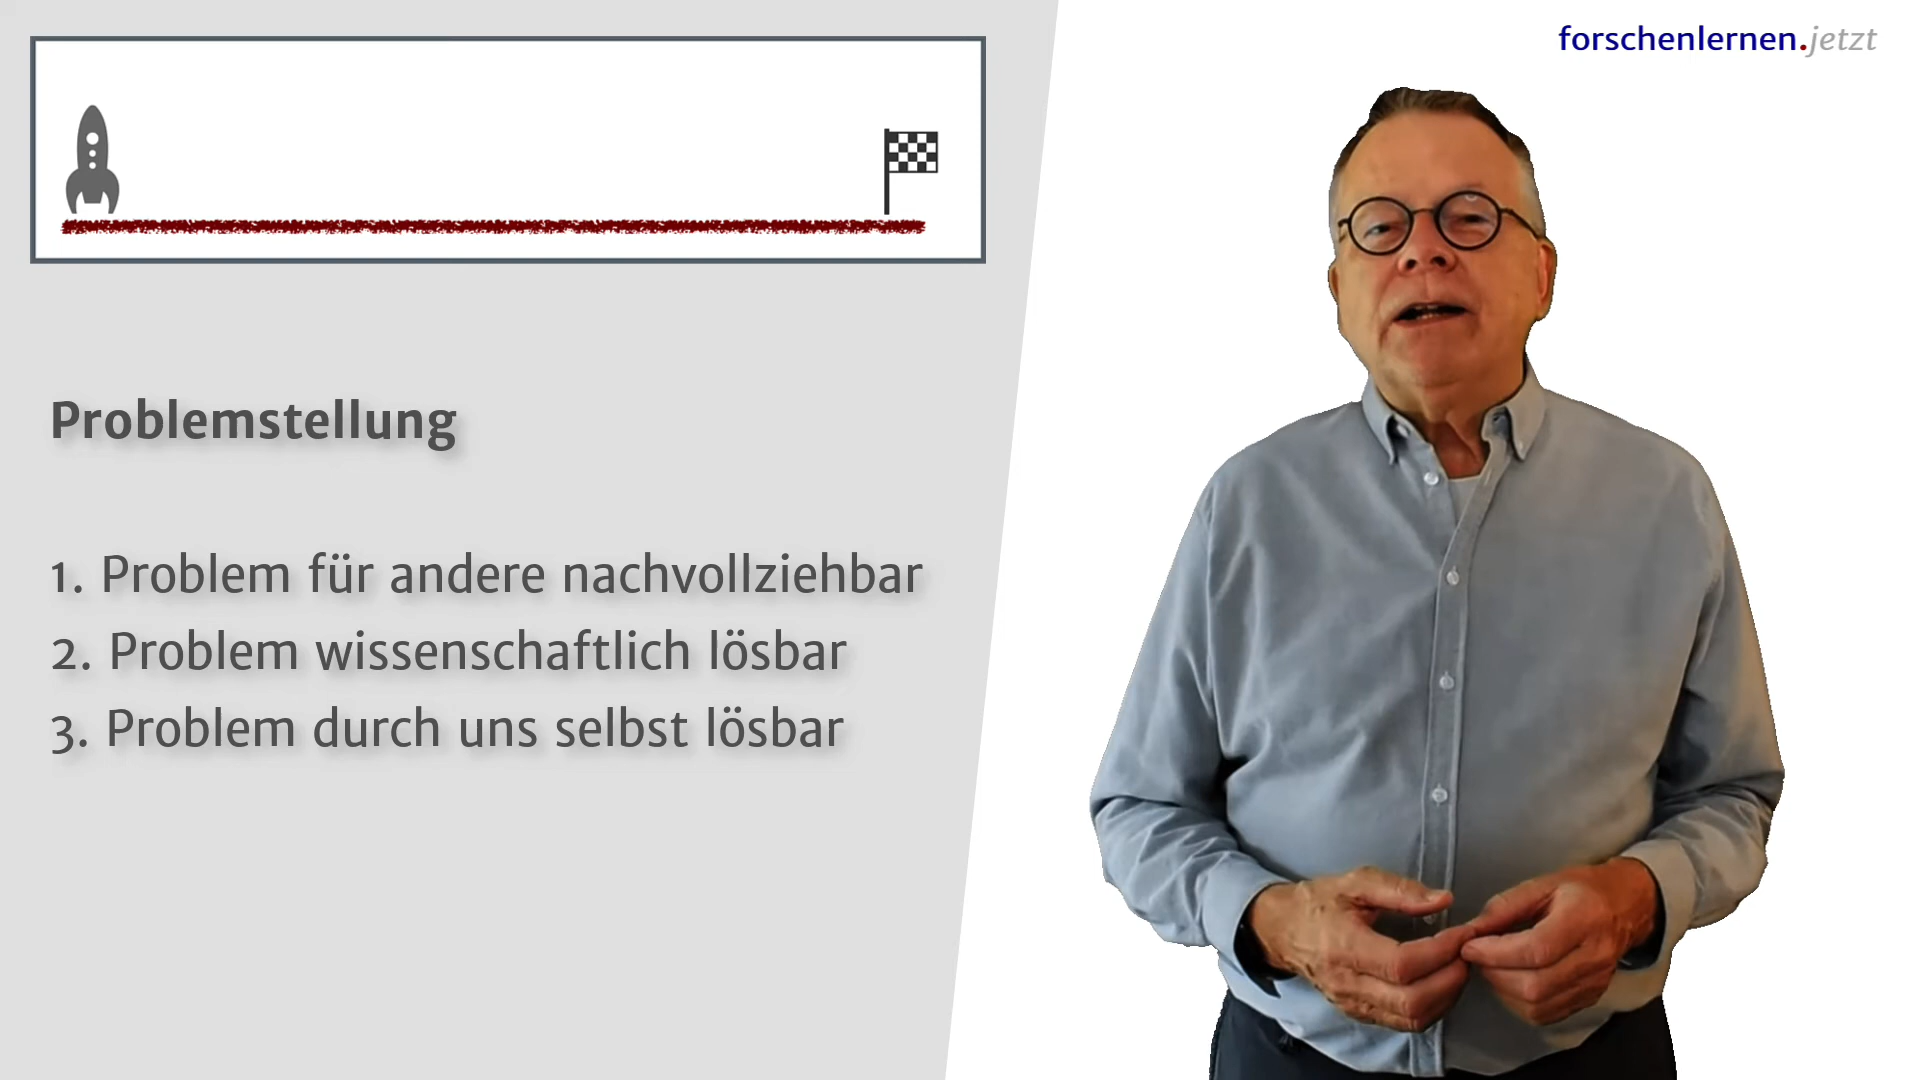 forschenlernen.jetzt
Problemstellung
1. Problem für andere nachvollziehbar
2. Problem wissenschaftlich lösbar
3. Problem durch uns selbst lösbar